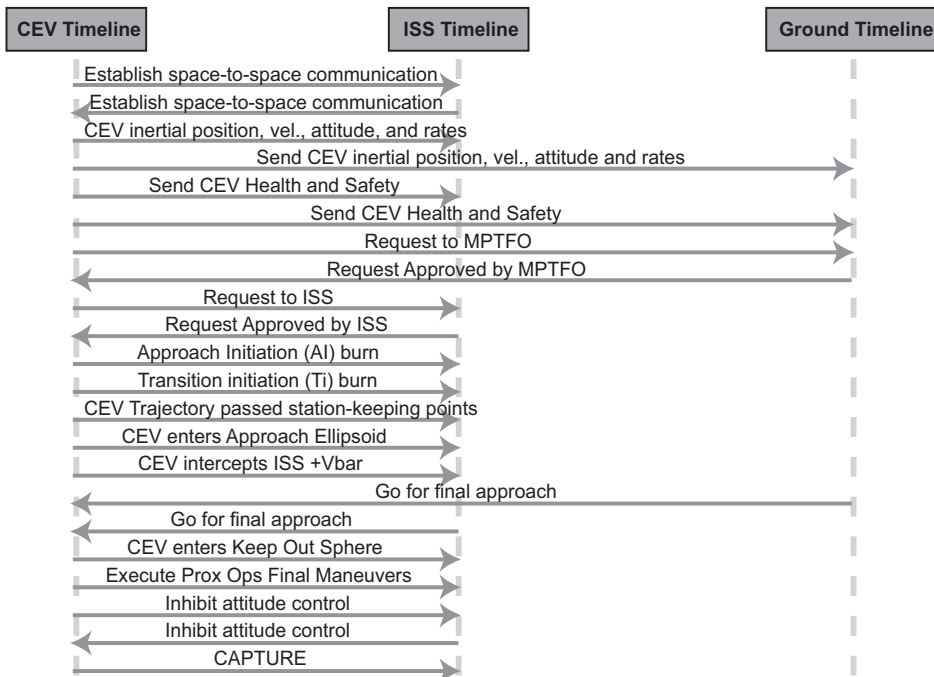 CEV Timeline
ISS Timeline
Ground Timeline
Establish space-to-space communication
Establish space-to-space communication
CEV inertial position, vel., attitude, and rates
Send CEV inertial position, vel., attitude and rates
Send CEV Health and Safety
Send CEV Health and Safety
Request to MPTFO
Request Approved by MPTFO
Request to ISS
Request Approved by ISS
Approach Initiation (AI) burn
Transition initiation (Ti) burn
CEV Trajectory passed station-keeping points
CEV enters Approach Ellipsoid
CEV intercepts ISS +Vbar
Go for final approach
Go for final approach
CEV enters Keep Out Sphere
Execute Prox Ops Final Maneuvers
Inhibit attitude control
Inhibit attitude control
CAPTURE